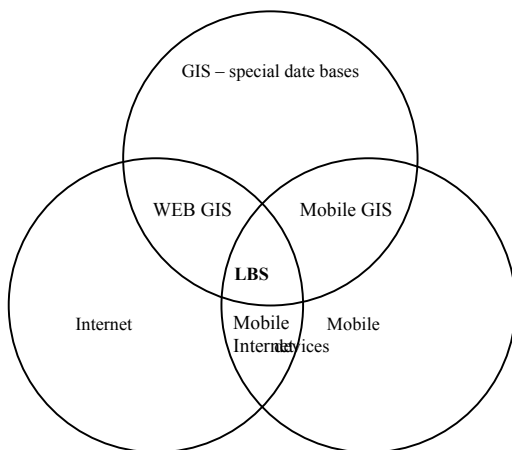 GIS – special date bases
WEB GIS
Mobile GIS
LBS
Internet
Mobile
Internet
Mobile
devices